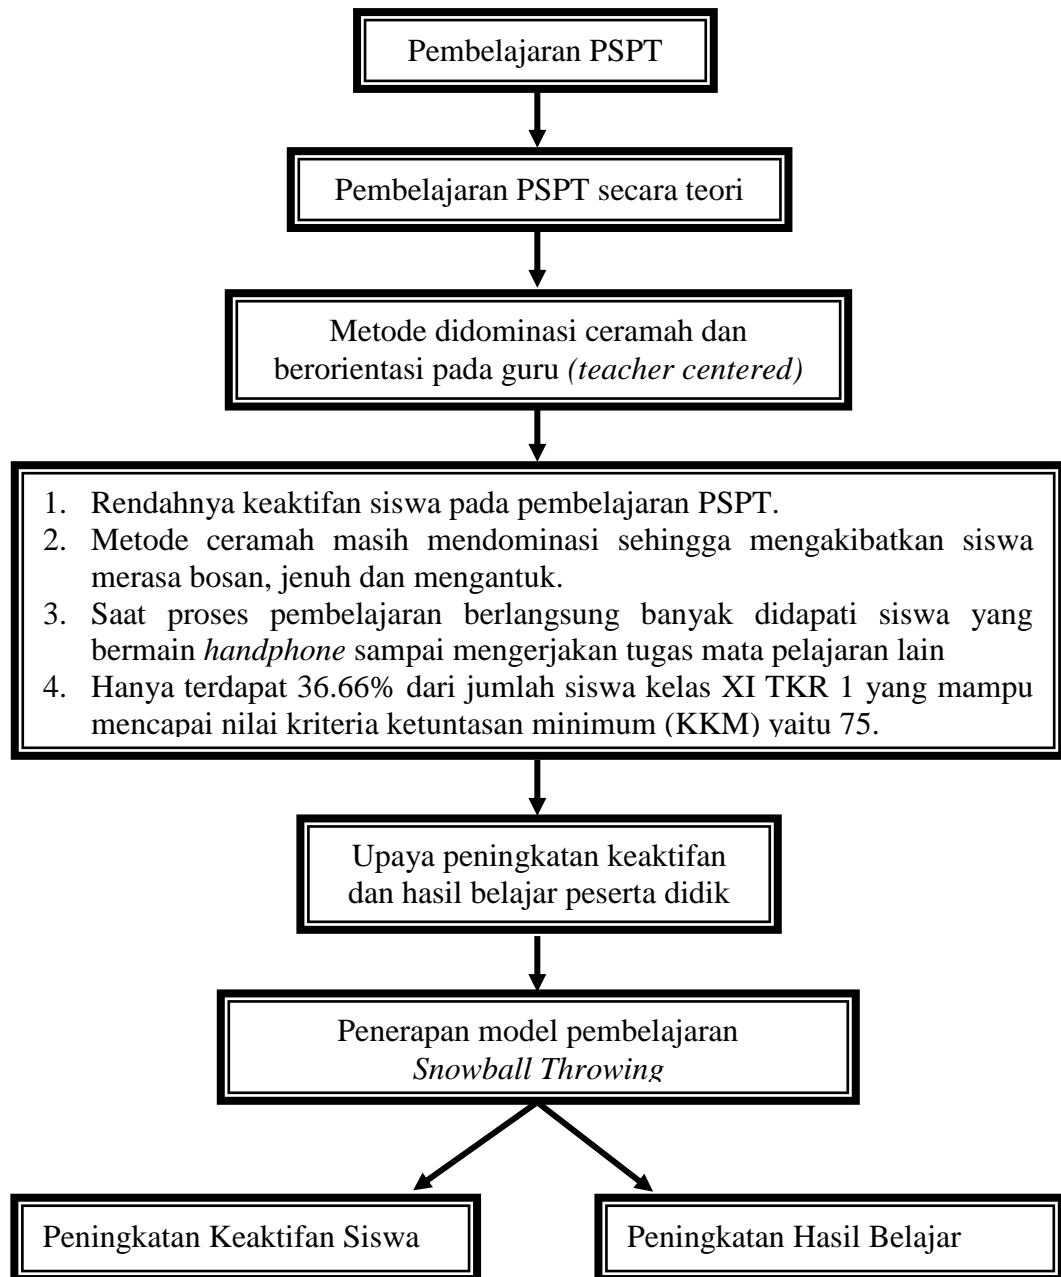 Pembelajaran PSPT
Pembelajaran PSPT secara teori
Metode didominasi ceramah dan
berorientasi pada guru (teacher centered)
1. Rendahnya keaktifan siswa pada pembelajaran PSPT.
2. Metode ceramah masih mendominasi sehingga mengakibatkan siswa
merasa bosan, jenuh dan mengantuk.
3. Saat proses pembelajaran berlangsung banyak didapati siswa yang
bermain handphone sampai mengerjakan tugas mata pelajaran lain
4. Hanya terdapat 36.66% dari jumlah siswa kelas XI TKR 1 yang mampu
mencapai nilai kriteria ketuntasan minimum (KKM) yaitu 75.
Upaya peningkatan keaktifan
dan hasil belajar peserta didik
Penerapan model pembelajaran
Snowball Throwing
Peningkatan Keaktifan Siswa
Peningkatan Hasil Belajar